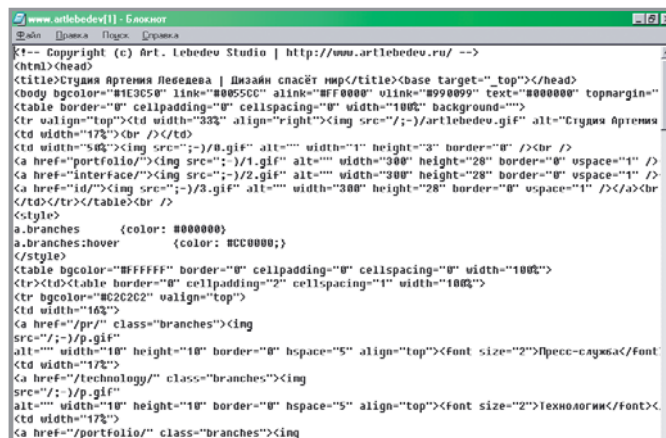 www.artlebedev[1] - Блокнот
Файл Правка Поиск Справка
<!-- Copyright (c) Art. Lebedev Studio | http://www.artlebedev.ru/ -->
<html><head>
<title>Студия Артемия Лебедева | Дизайн спасёт мир</title><base target="_top"></head>
<body bgcolor="#1E3C50" link="#0055CC" alink="#FF0000" vlink="#990099" text="#000000" topmargin="
<table border="0" cellpadding="0" cellspacing="0" width="100%" background="">
<tr valign="top"><td width="33%" align="right"><img src="/;-)/artlebedev.gif" alt="Студия Артемия
<td width="17%"><br /></td>
<td width="50%"><img src=";-)/0.gif" alt="" width="1" height="3" border="0" /><br />
<a href="portfolio/"><img src=";-)/1.gif" alt="" width="300" height="28" border="0" vspace="1" />
<a href="interface/"><img src=";-)/2.gif" alt="" width="300" height="28" border="0" vspace="1" />
<a href="id/"><img src=";-)/3.gif" alt="" width="300" height="28" border="0" vspace="1" /></a><br
</td></tr></table><br />
<style>
a.branches {color: #000000}
a.branches:hover {color: #CC0000;}
</style>
<table bgcolor="#FFFFFF" border="0" cellpadding="0" cellspacing="0" width="100%">
<tr><td><table border="0" cellpadding="2" cellspacing="1" width="100%">
<tr bgcolor="#C2C2C2" valign="top">
<td width="16%">
<a href="/pr/" class="branches"><img
src="/;-)/p.gif"
alt="" width="10" height="10" border="0" hspace="5" align="top"><font size="2">Пресс-служба</font
<td width="17%">
<a href="/technology/" class="branches"><img
src="/;-)/p.gif"
alt="" width="10" height="10" border="0" hspace="5" align="top"><font size="2">Технологии</font><
<td width="17%">
<a href="/portfolio/" class="branches"><img